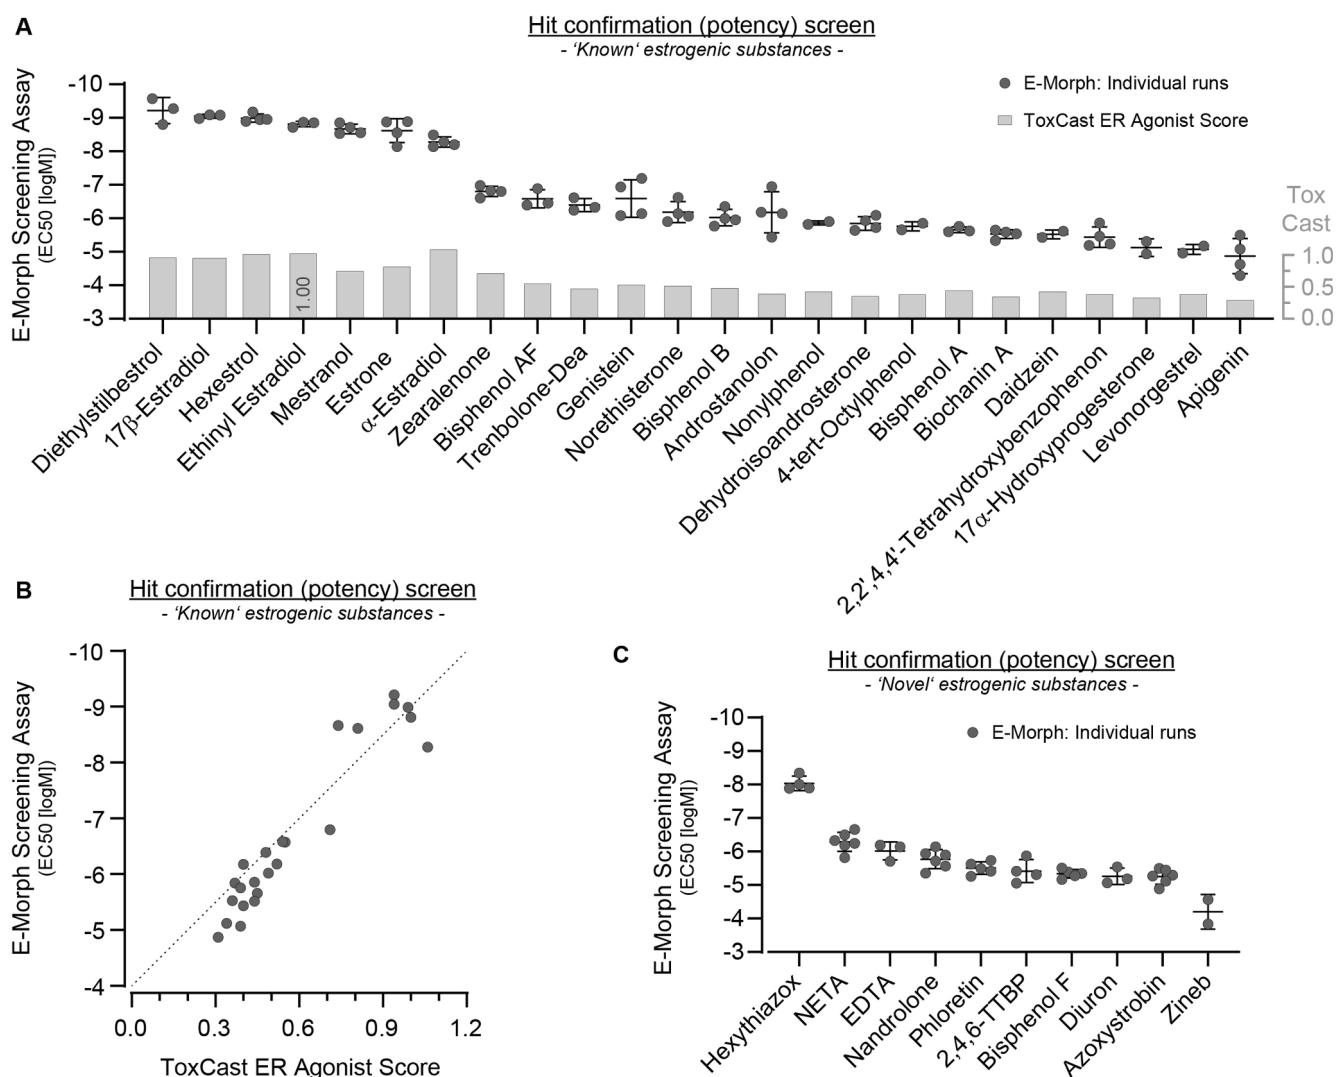 A
Hit confirmation (potency) screen
- ‘Known‘ estrogenic substances -
E-Morph Screening Assay
(EC50 [logM])
-10
-9
-8
-7
-6
-5
-4
-3
E-Morph: Individual runs
ToxCast ER Agonist Score
Tox
Cast
1.0
0.5
0.0
1.00
Diethylstilbestrol
17β-Estradiol
Hexestrol
Ethinyl Estradiol
Mestranol
Estrone
α-Estradiol
Zearalenone
Bisphenol AF
Trenbolone-Dea
Genistein
Norethisterone
Bisphenol B
Androstanolon
Nonylphenol
Dehydroisoandrosterone
4-tert-Octylphenol
Bisphenol A
Biochanin A
Daidzein
2,2',4,4'-Tetrahydroxybenzophenon
17α-Hydroxyprogesterone
Levonorgestrel
Apigenin
B
Hit confirmation (potency) screen
- ‘Known‘ estrogenic substances -
E-Morph Screening Assay
(EC50 [logM])
-10
-9
-8
-7
-6
-5
-4
0.0
0.3
0.6
0.9
1.2
ToxCast ER Agonist Score
C
Hit confirmation (potency) screen
- ‘Novel‘ estrogenic substances -
E-Morph Screening Assay
(EC50 [logM])
-10
-9
-8
-7
-6
-5
-4
-3
E-Morph: Individual runs
Hexythiazox
NETA
EDTA
Nandrolone
Phloretin
2,4,6-TTBP
Bisphenol F
Diuron
Azoxystrobin
Zineb